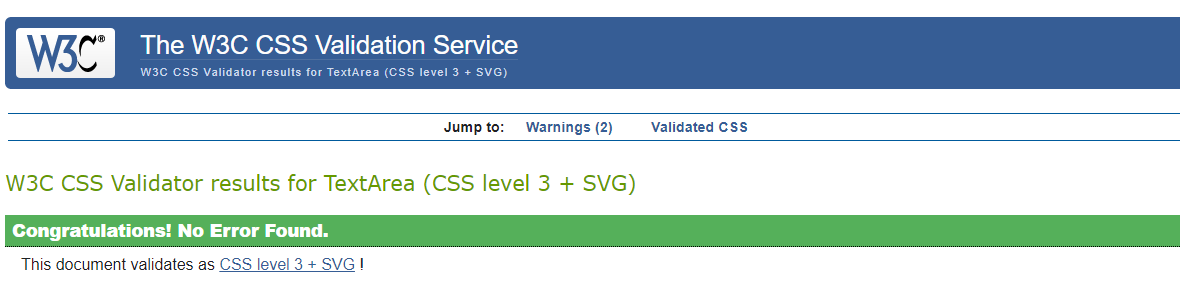 W3C®
The W3C CSS Validation Service
W3C CSS Validator results for TextArea (CSS level 3 + SVG)
Jump to: Warnings (2) Validated CSS
W3C CSS Validator results for TextArea (CSS level 3 + SVG)
Congratulations! No Error Found.
This document validates as CSS level 3 + SVG !